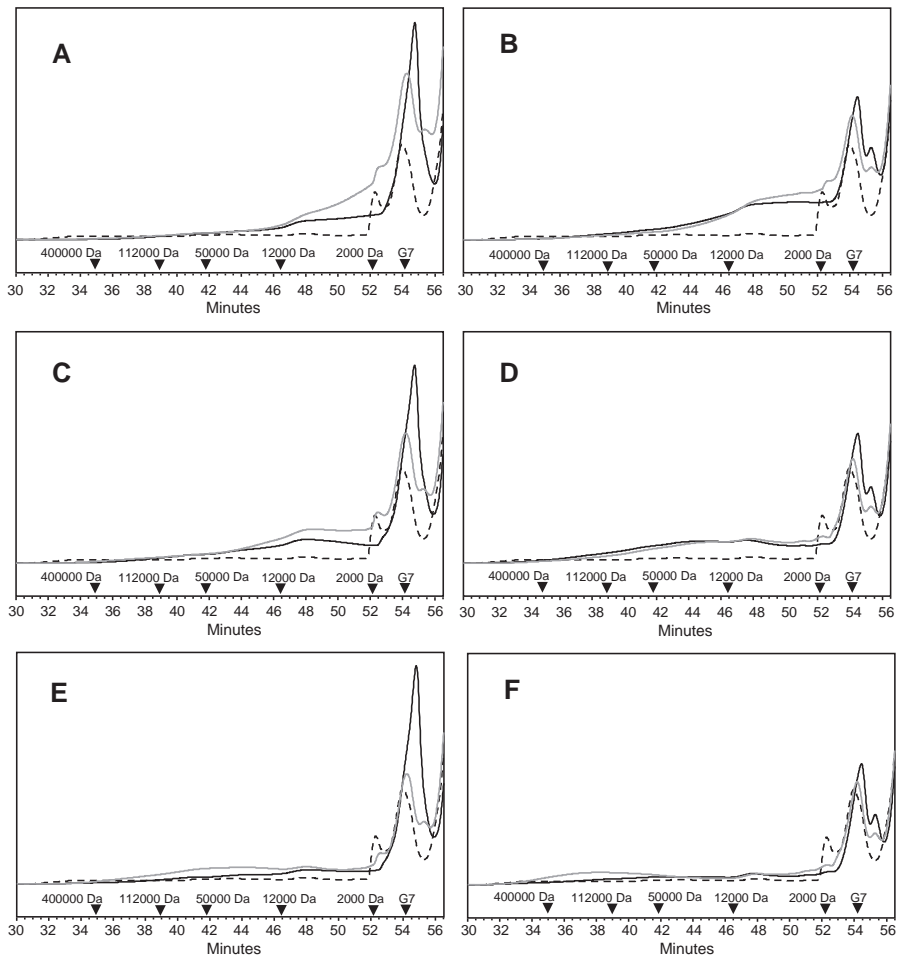 A
400000 Da 112000 Da 50000 Da 12000 Da 2000 Da G7
30 32 34 36 38 40 42 44 46 48 50 52 54 56
Minutes
B
400000 Da 112000 Da 50000 Da 12000 Da 2000 Da G7
30 32 34 36 38 40 42 44 46 48 50 52 54 56
Minutes
C
400000 Da 112000 Da 50000 Da 12000 Da 2000 Da G7
30 32 34 36 38 40 42 44 46 48 50 52 54 56
Minutes
D
400000 Da 112000 Da 50000 Da 12000 Da 2000 Da G7
30 32 34 36 38 40 42 44 46 48 50 52 54 56
Minutes
E
400000 Da 112000 Da 50000 Da 12000 Da 2000 Da G7
30 32 34 36 38 40 42 44 46 48 50 52 54 56
Minutes
F
400000 Da 112000 Da 50000 Da 12000 Da 2000 Da G7
30 32 34 36 38 40 42 44 46 48 50 52 54 56
Minutes